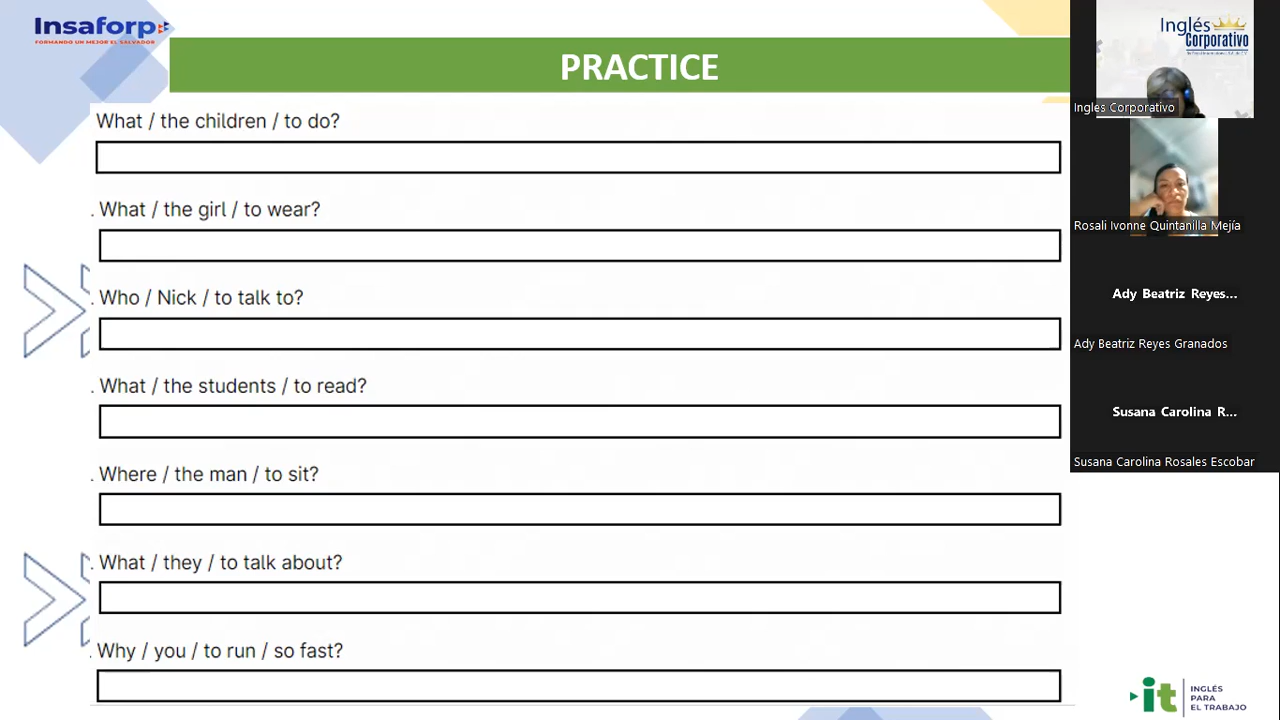 Insaforp
FORMANDO UN MEJOR EL SALVADOR
PRACTICE
What / the children / to do?
. What / the girl / to wear?
. Who / Nick / to talk to?
. What / the students / to read?
. Where / the man / to sit?
. What / they / to talk about?
. Why / you / to run / so fast?
Inglés
Corporativo
Ingles Corporativo
Rosali Ivonne Quintanilla Mejía
Ady Beatriz Reyes...
Ady Beatriz Reyes Granados
Susana Carolina R...
Susana Carolina Rosales Escobar
it
INGLÉS
PARA
EL TRABAJO